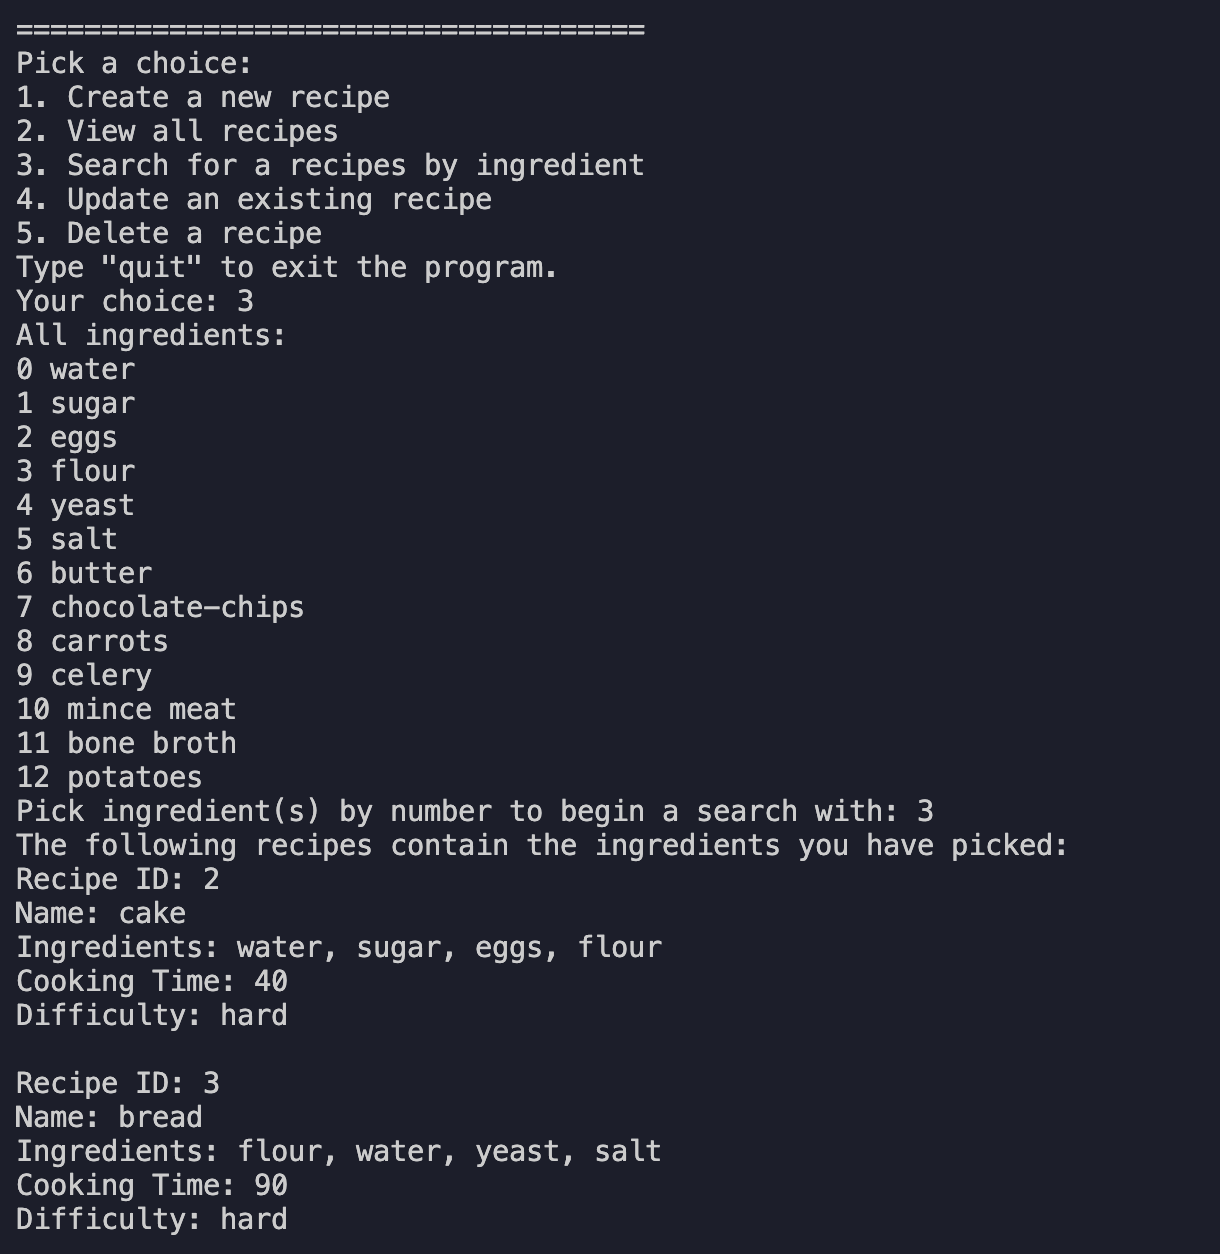 =====================================
Pick a choice:
1. Create a new recipe
2. View all recipes
3. Search for a recipes by ingredient
4. Update an existing recipe
5. Delete a recipe
Type "quit" to exit the program.
Your choice: 3
All ingredients:
0 water
1 sugar
2 eggs
3 flour
4 yeast
5 salt
6 butter
7 chocolate-chips
8 carrots
9 celery
10 mince meat
11 bone broth
12 potatoes
Pick ingredient(s) by number to begin a search with: 3
The following recipes contain the ingredients you have picked:
Recipe ID: 2
Name: cake
Ingredients: water, sugar, eggs, flour
Cooking Time: 40
Difficulty: hard

Recipe ID: 3
Name: bread
Ingredients: flour, water, yeast, salt
Cooking Time: 90
Difficulty: hard